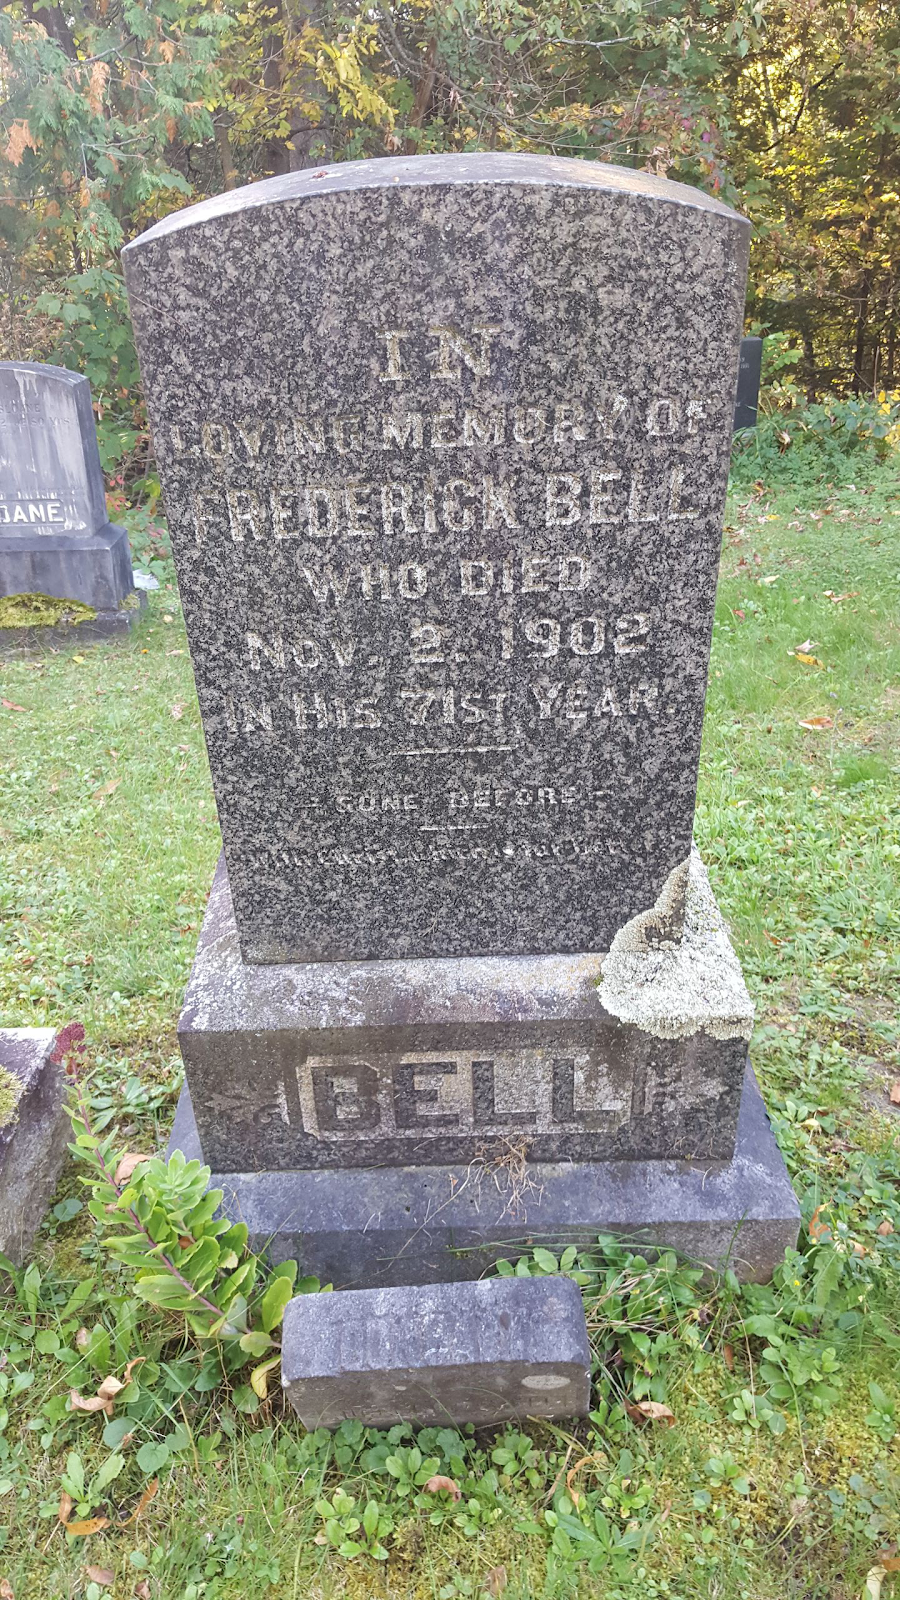 IN
LOVING MEMORY OF
FREDERICK BELL
WHO DIED
NOV. 2. 1902
IN HIS 71ST YEAR.
- GONE BEFORE -
BELL
JANE